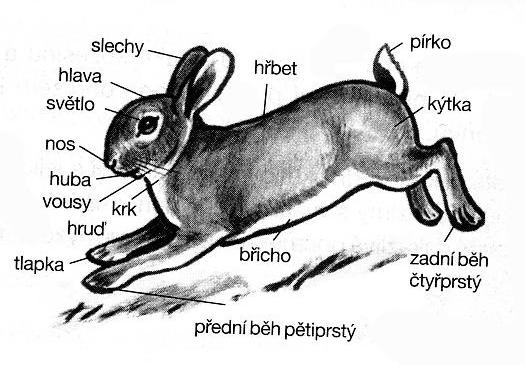 slechy
pírko
hřbet
hlava
světlo
kýtka
nos
huba
vousy
krk
hruď
tlapka
břicho
zadní běh
čtyřprstý
přední běh pětiprstý